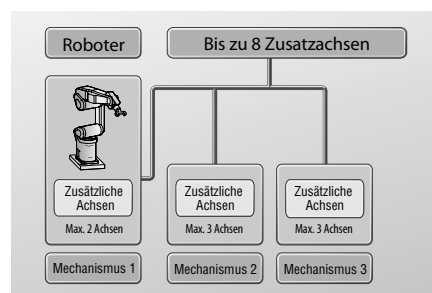 Roboter
Bis zu 8 Zusatzachsen
Zusätzliche
Achsen
Max. 2 Achsen
Zusätzliche
Achsen
Max. 3 Achsen
Zusätzliche
Achsen
Max. 3 Achsen
Mechanismus 1
Mechanismus 2
Mechanismus 3